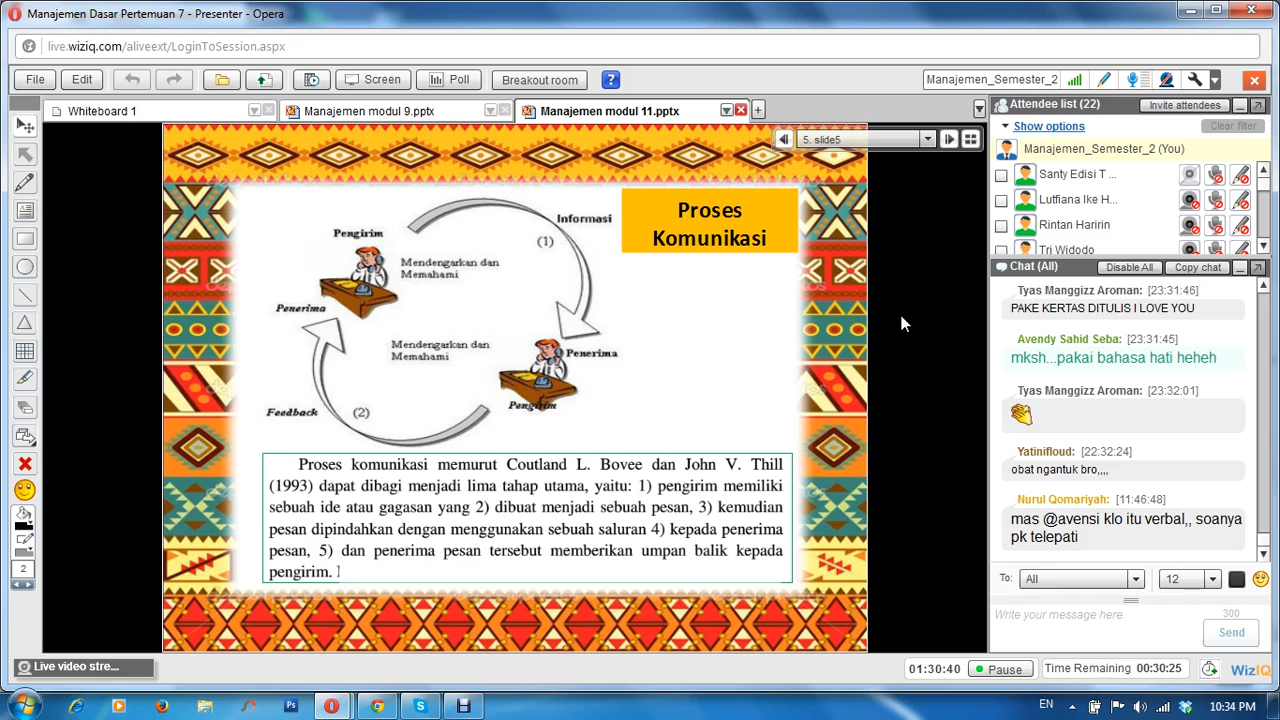 Manajemen Dasar Pertemuan 7 - Presenter - Opera
live.wiziq.com/aliveext/LoginToSession.aspx
File Edit Screen Poll Breakout room ? Manajemen_Semester_2
Whiteboard 1 Manajemen modul 9.pptx Manajemen modul 11.pptx
5. slide5
Proses
Komunikasi
Informasi
(1)
Pengirim
Mendengarkan dan
Memahami
Penerima
Mendengarkan dan
Memahami
Penerima
Pengirim
Feedback
(2)
Proses komunikasi memurut Coutland L. Bovee dan John V. Thill
(1993) dapat dibagi menjadi lima tahap utama, yaitu: 1) pengirim memiliki
sebuah ide atau gagasan yang 2) dibuat menjadi sebuah pesan, 3) kemudian
pesan dipindahkan dengan menggunakan sebuah saluran 4) kepada penerima
pesan, 5) dan penerima pesan tersebut memberikan umpan balik kepada
pengirim.
2
Live video stre...
Attendee list (22) Invite attendees
Show options Clear filter
Manajemen_Semester_2 (You)
Santy Edisi T ...
Lutfiana Ike H...
Rintan Haririn
Tri Widodo
Chat (All) Disable All Copy chat
Tyas Manggizz Aroman: [23:31:46]
PAKE KERTAS DITULIS I LOVE YOU
Avendy Sahid Seba: [23:31:45]
mksh...pakai bahasa hati heheh
Tyas Manggizz Aroman: [23:32:01]
Yatinifloud: [22:32:24]
obat ngantuk bro,,,,
Nurul Qomariyah: [11:46:48]
mas @avensi klo itu verbal,, soanya
pk telepati
To: All 12
Write your message here. 300
Send
01:30:40 Pause Time Remaining 00:30:25 WizIQ
EN 10:34 PM